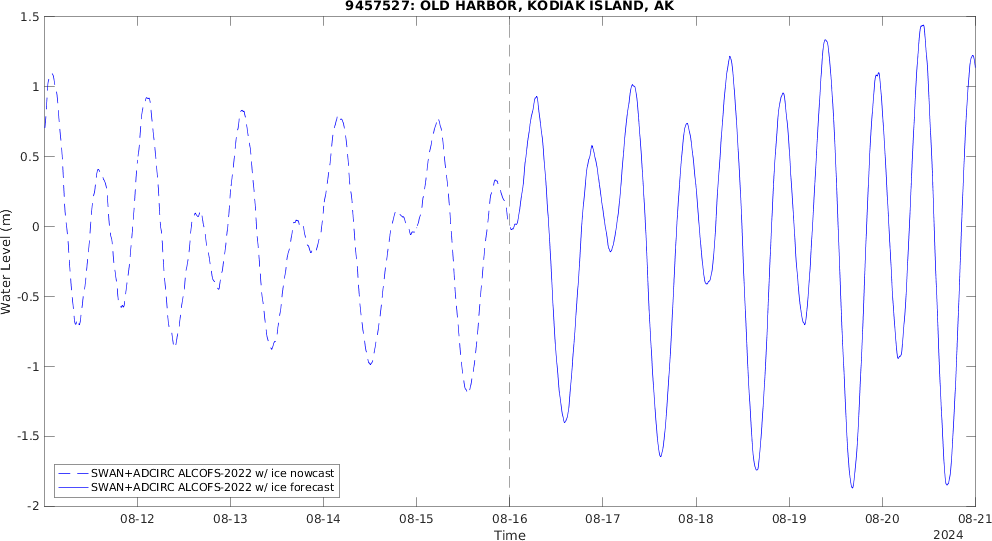 9457527: OLD HARBOR, KODIAK ISLAND, AK
1.5
1
0.5
0
-0.5
-1
-1.5
-2
Water Level (m)
SWAN+ADCIRC ALCOFS-2022 w/ ice nowcast
SWAN+ADCIRC ALCOFS-2022 w/ ice forecast
08-12 08-13 08-14 08-15 08-16 08-17 08-18 08-19 08-20 08-21
Time
2024